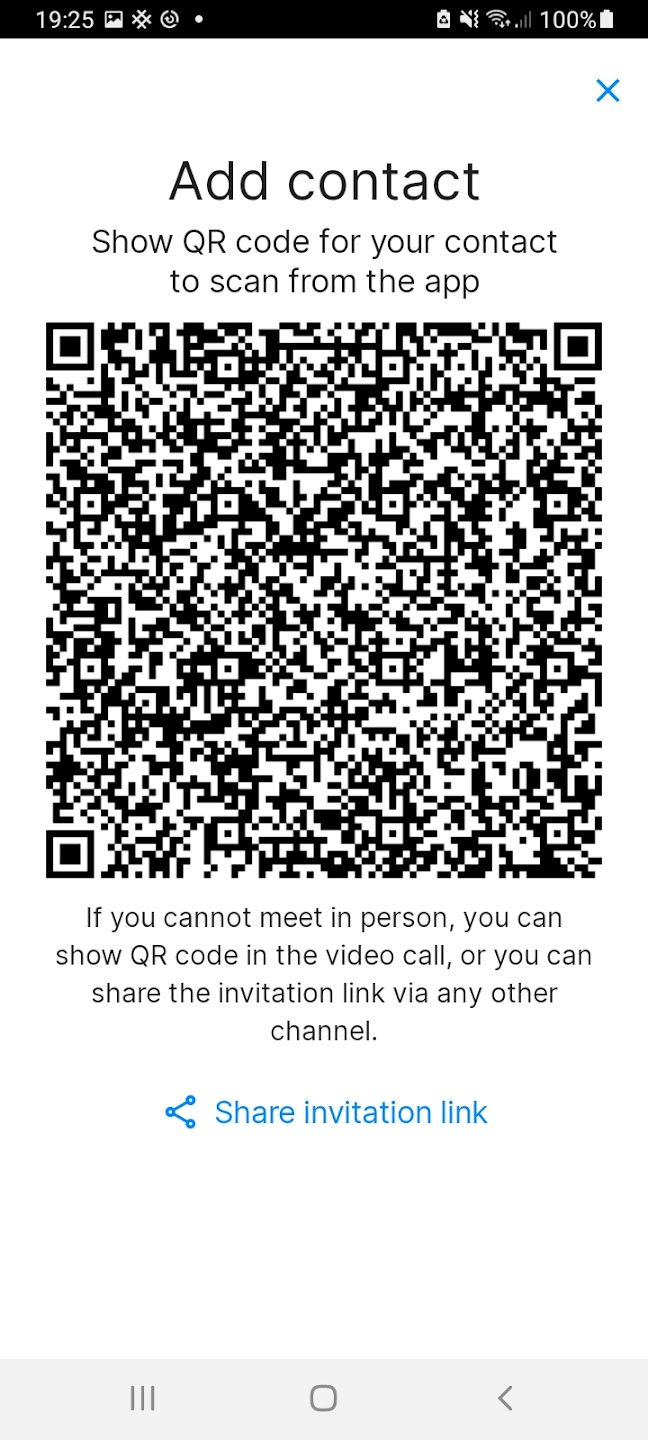 19:25
100%
Add contact
Show QR code for your contact
to scan from the app
If you cannot meet in person, you can
show QR code in the video call, or you can
share the invitation link via any other
channel.
Share invitation link